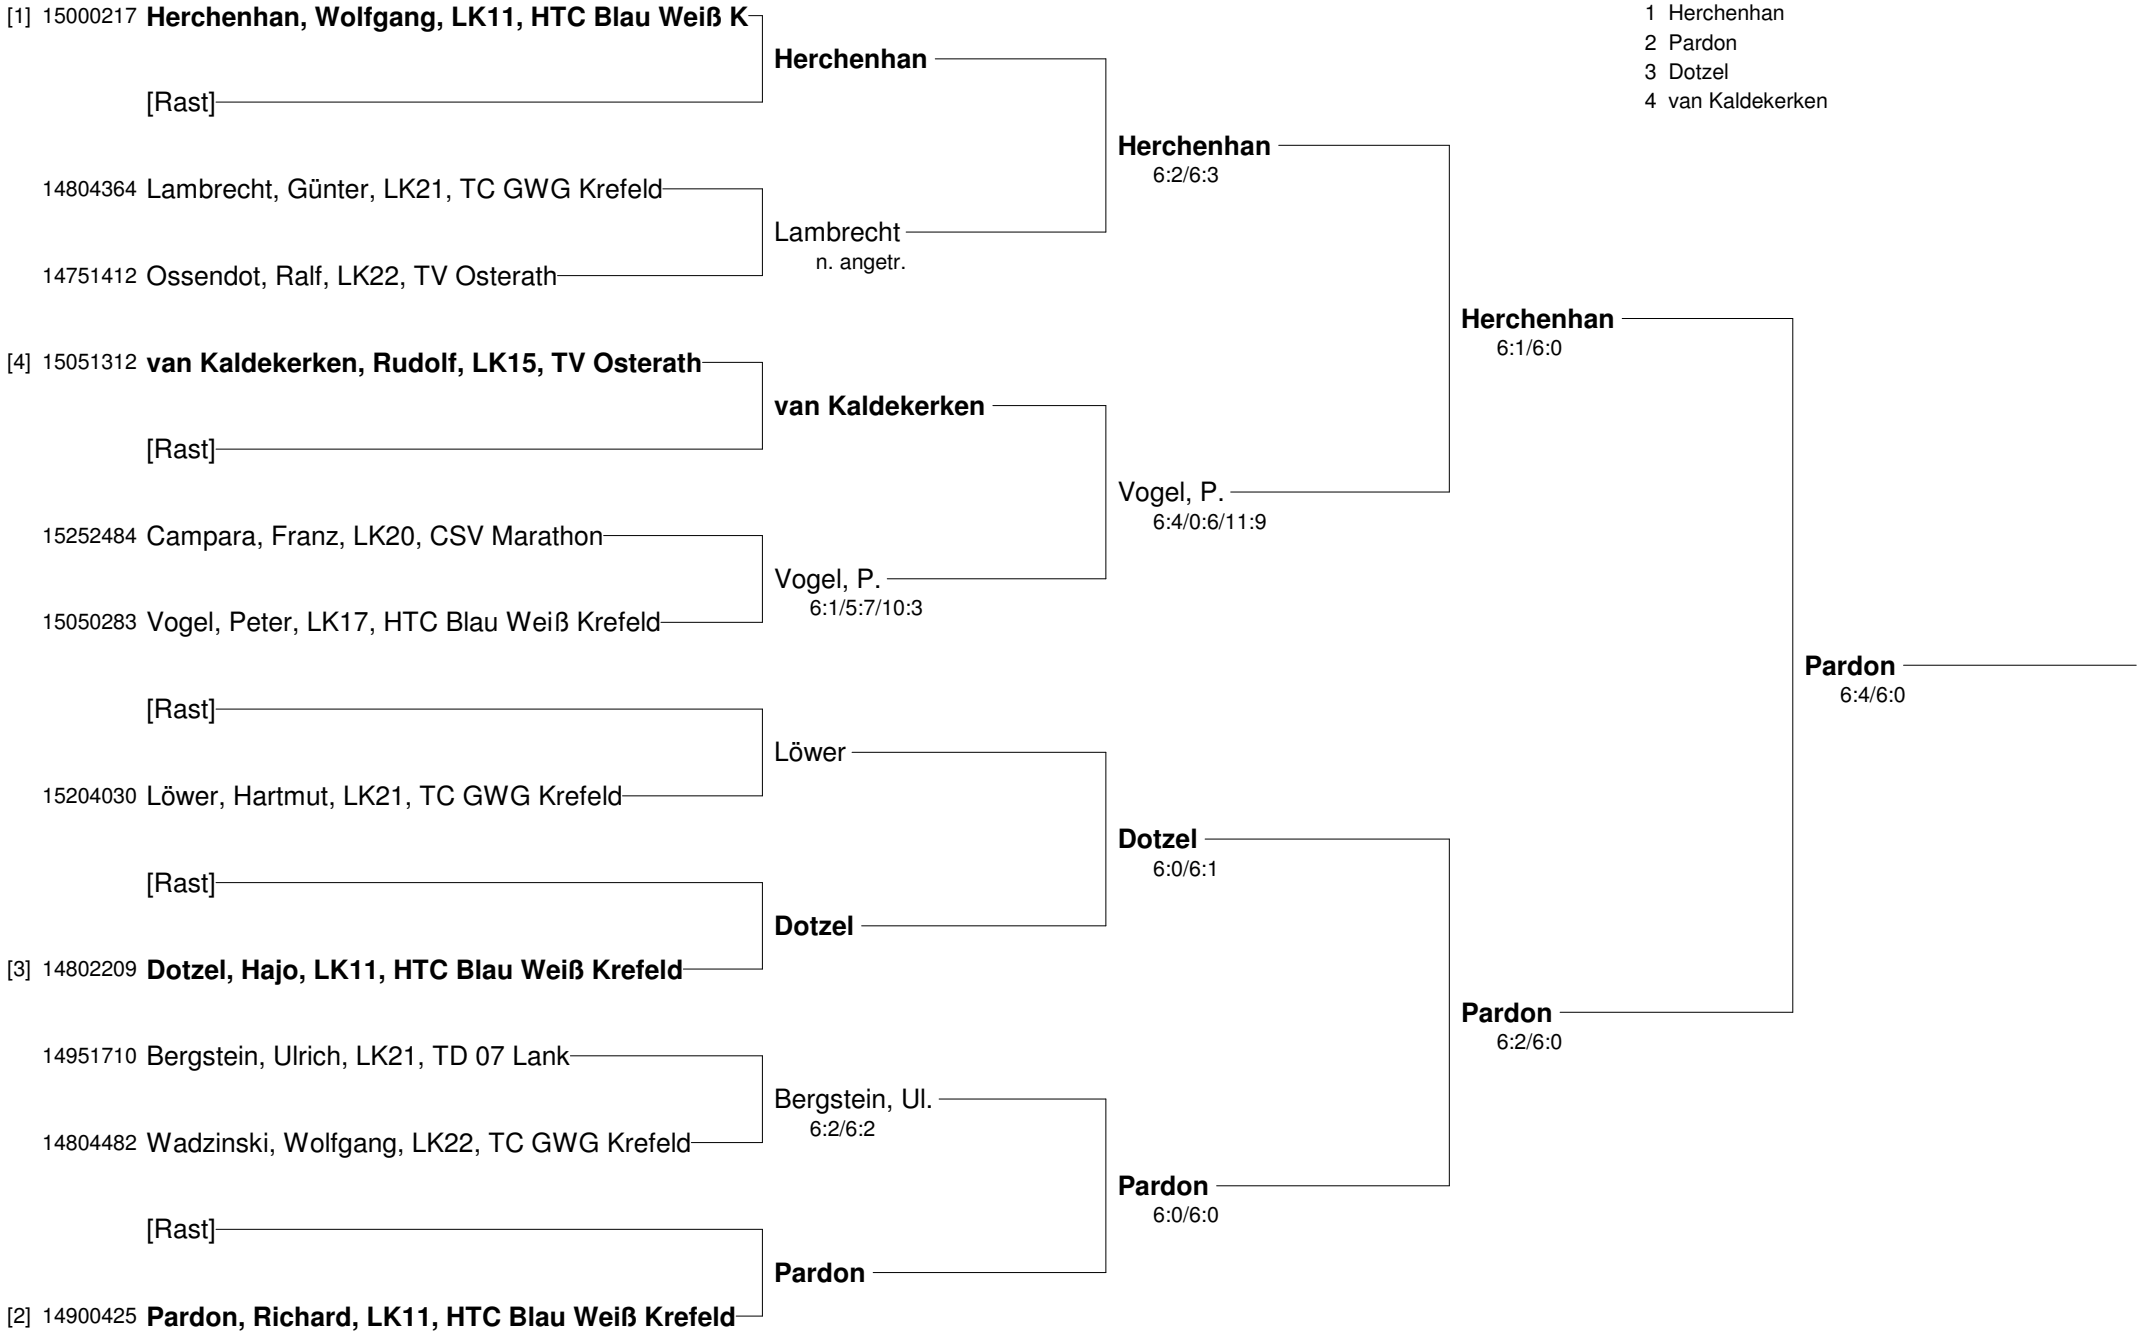 [1] 15000217 Herchenhan, Wolfgang, LK11, HTC Blau Weiß K
[Rast]
14804364 Lambrecht, Günter, LK21, TC GWG Krefeld
14751412 Ossendot, Ralf, LK22, TV Osterath
[4] 15051312 van Kaldekerken, Rudolf, LK15, TV Osterath
[Rast]
15252484 Campara, Franz, LK20, CSV Marathon
15050283 Vogel, Peter, LK17, HTC Blau Weiß Krefeld
[Rast]
15204030 Löwer, Hartmut, LK21, TC GWG Krefeld
[Rast]
[3] 14802209 Dotzel, Hajo, LK11, HTC Blau Weiß Krefeld
14951710 Bergstein, Ulrich, LK21, TD 07 Lank
14804482 Wadzinski, Wolfgang, LK22, TC GWG Krefeld
[Rast]
[2] 14900425 Pardon, Richard, LK11, HTC Blau Weiß Krefeld
Herchenhan
Lambrecht
n. angetr.
van Kaldekerken
Vogel, P.
6:1/5:7/10:3
Löwer
Dotzel
Bergstein, Ul.
6:2/6:2
Pardon
Herchenhan
6:2/6:3
Vogel, P.
6:4/0:6/11:9
Dotzel
6:0/6:1
Pardon
6:0/6:0
Herchenhan
6:1/6:0
Pardon
6:2/6:0
Pardon
6:4/6:0
1 Herchenhan
2 Pardon
3 Dotzel
4 van Kaldekerken